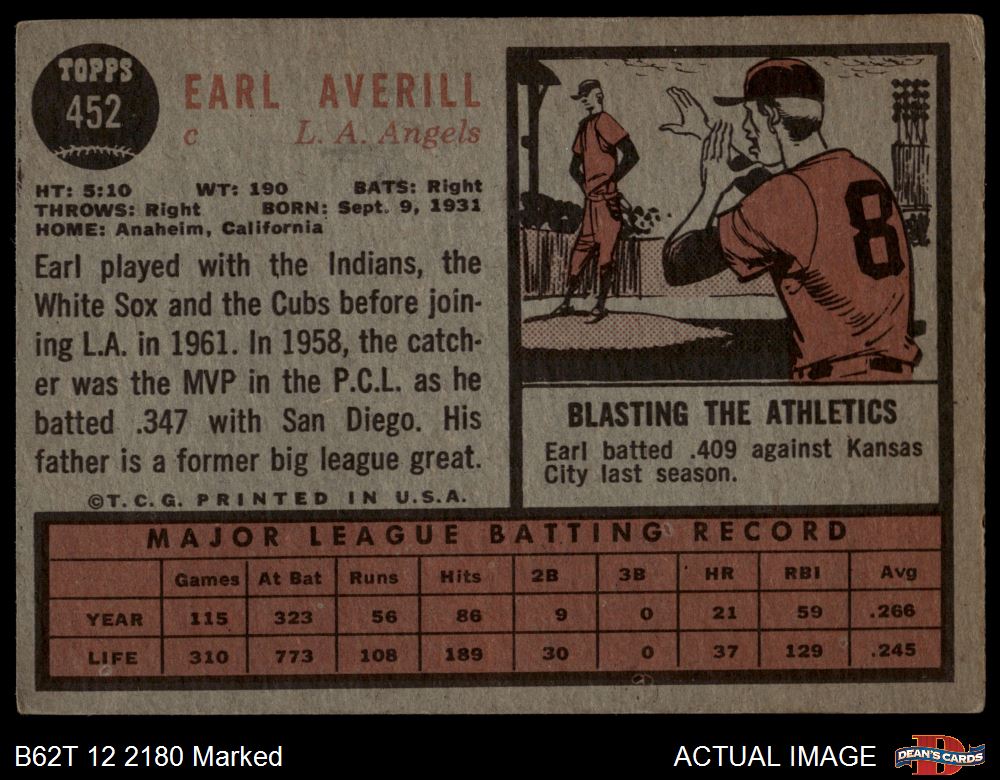 TOPPS
452
EARL AVERILL
c L. A. Angels
HT: 5:10 WT: 190 BATS: Right
THROWS: Right BORN: Sept. 9, 1931
HOME: Anaheim, California
Earl played with the Indians, the
White Sox and the Cubs before join-
ing L.A. in 1961. In 1958, the catch-
er was the MVP in the P.C.L. as he
batted .347 with San Diego. His
father is a former big league great.
©T.C.G. PRINTED IN U.S.A.
8
BLASTING THE ATHLETICS
Earl batted .409 against Kansas
City last season.
MAJOR LEAGUE BATTING RECORD
Games At Bat Runs Hits 2B 3B HR RBI Avg
YEAR 115 323 56 86 9 0 21 59 .266
LIFE 310 773 108 189 30 0 37 129 .245
B62T 12 2180 Marked
ACTUAL IMAGE
DEAN'S CARDS